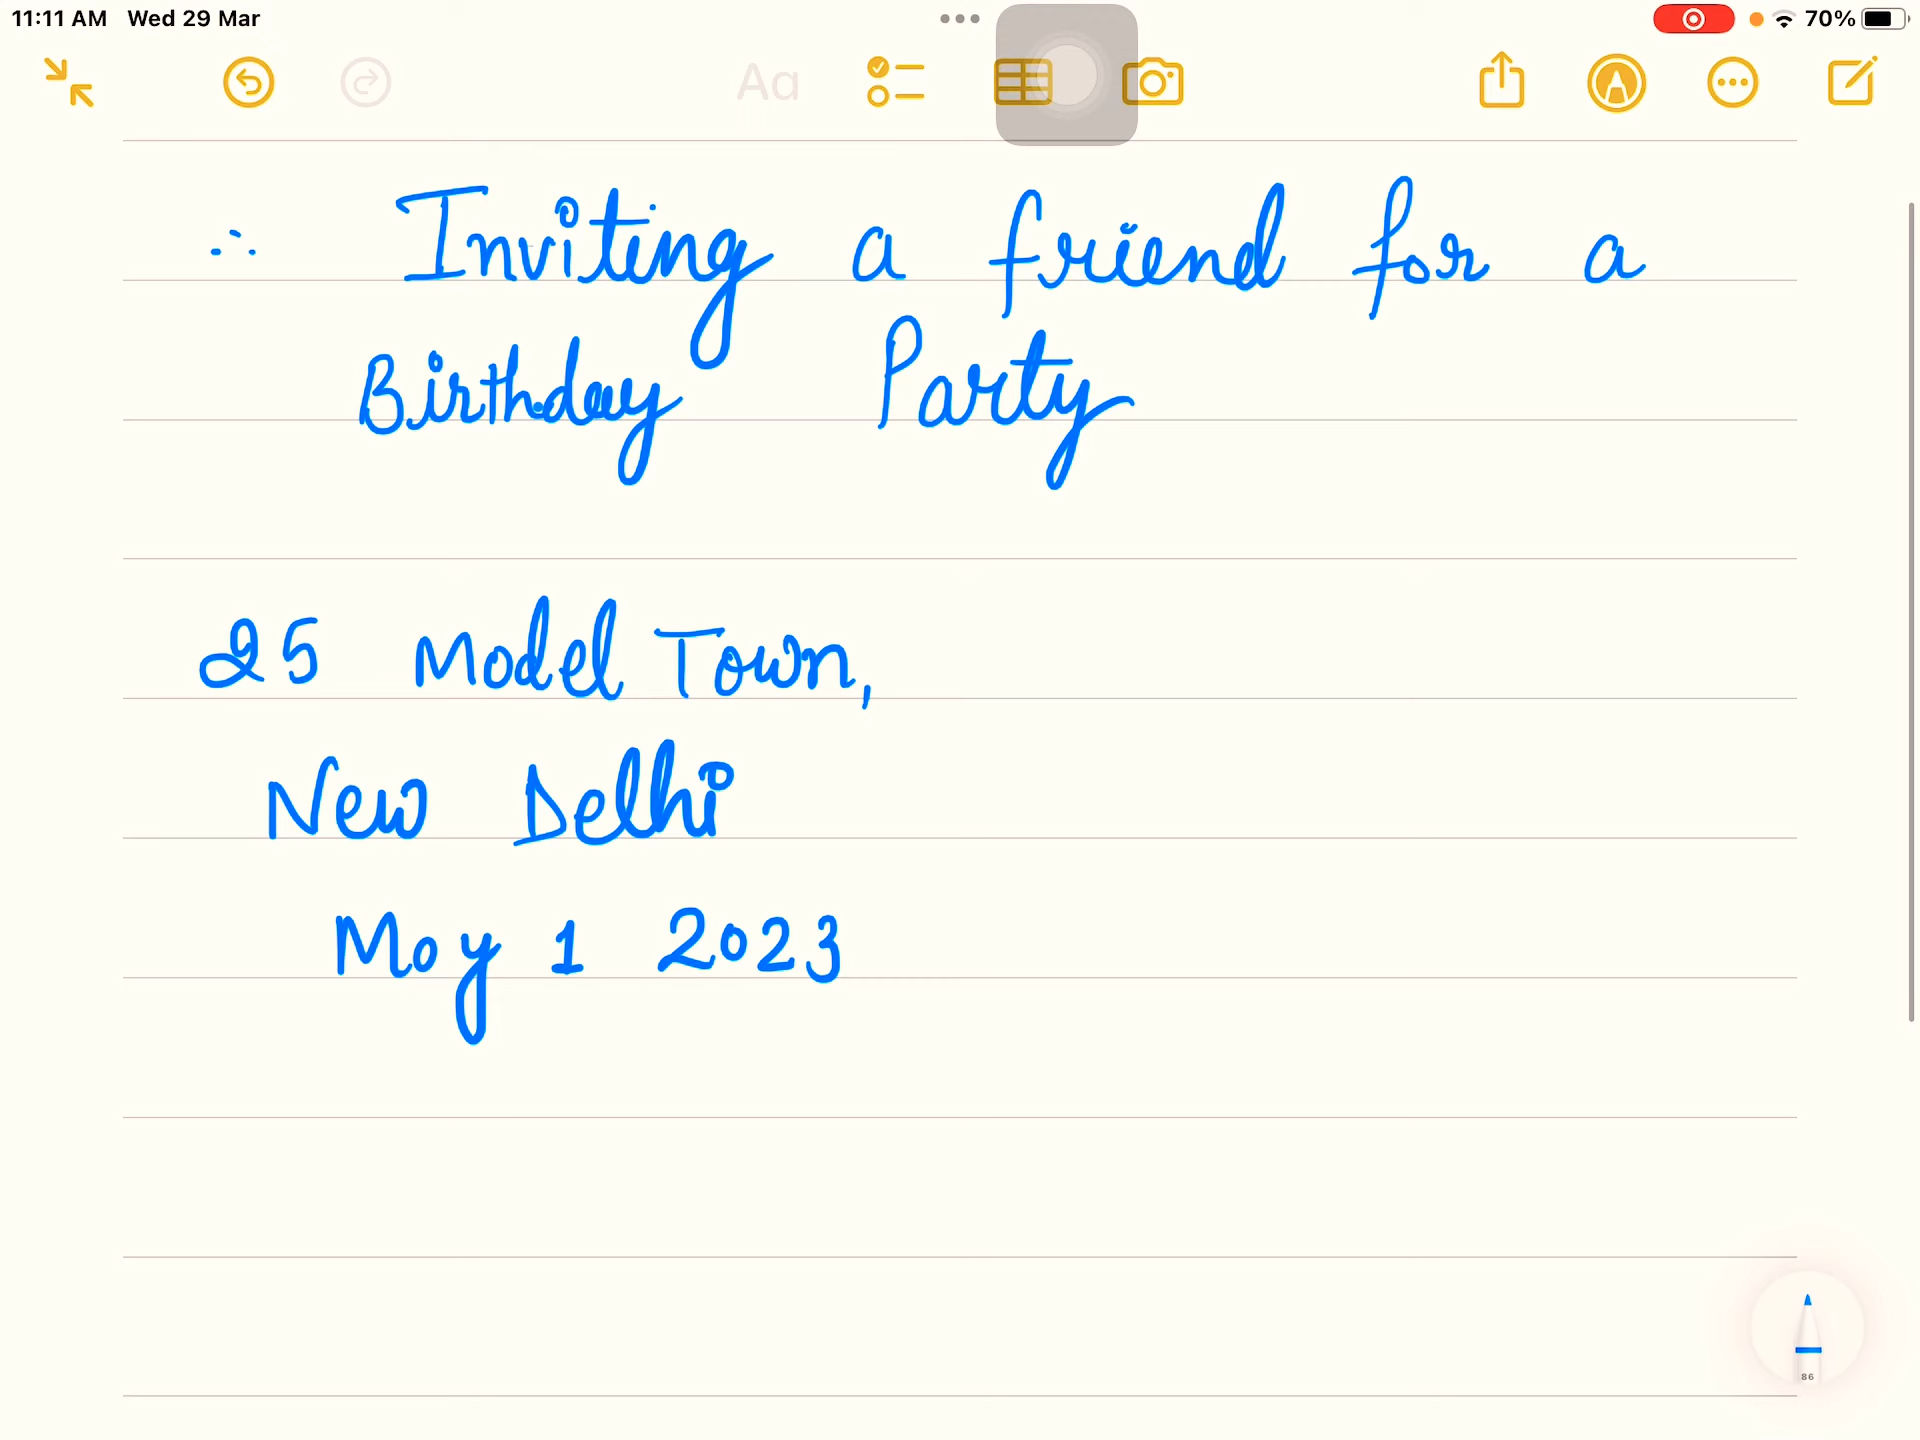 11:11 AM Wed 29 Mar 70%
Aa
∴ Inviting a friend for a
Birthday Party
25 Model Town,
New Delhi
May 1 2023
86